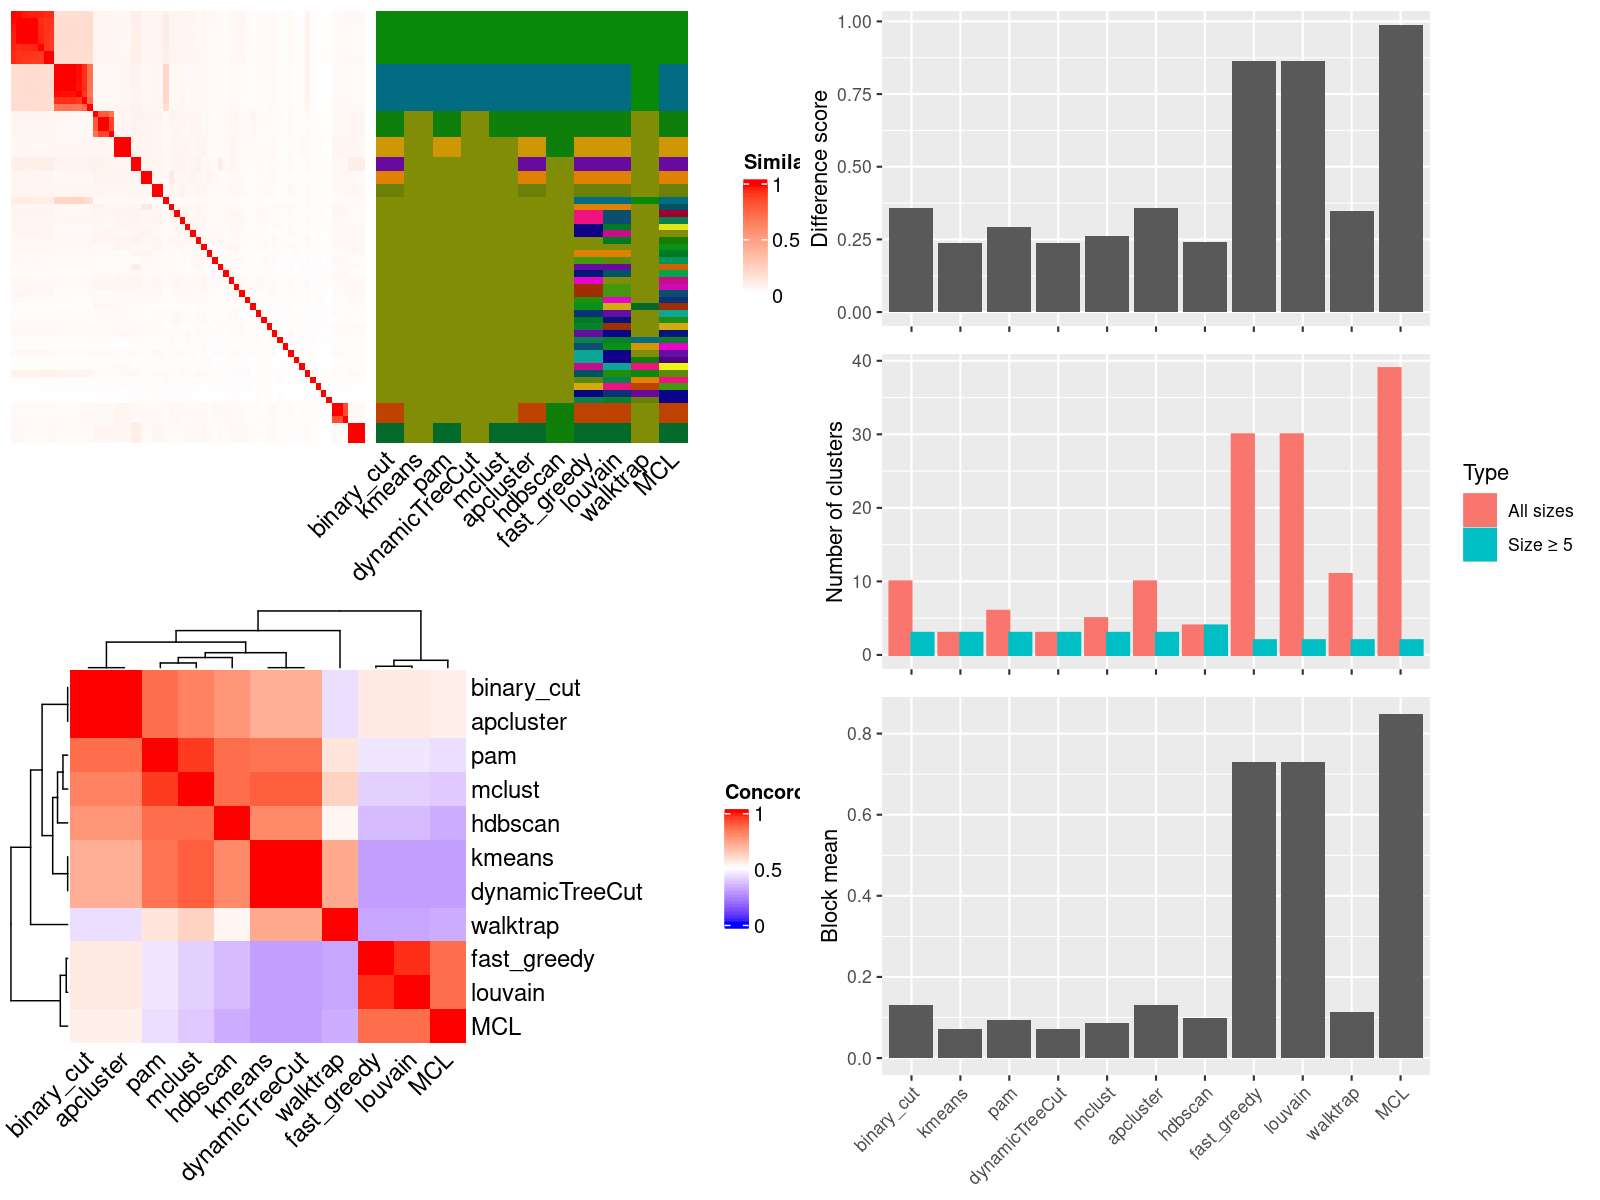 Simila
1
0.5
0
binary_cut
kmeans
pam
dynamicTreeCut
mclust
apcluster
hdbscan
fast_greedy
louvain
walktrap
MCL
Difference score
1.00
0.75
0.50
0.25
0.00
Number of clusters
40
30
20
10
0
Type
All sizes
Size ≥ 5
binary_cut
apcluster
pam
mclust
hdbscan
kmeans
dynamicTreeCut
walktrap
fast_greedy
louvain
MCL
binary_cut
apcluster
pam
mclust
hdbscan
kmeans
dynamicTreeCut
walktrap
fast_greedy
louvain
MCL
Concord
1
0.5
0
Block mean
0.8
0.6
0.4
0.2
0.0
binary_cut
kmeans
pam
dynamicTreeCut
mclust
apcluster
hdbscan
fast_greedy
louvain
walktrap
MCL